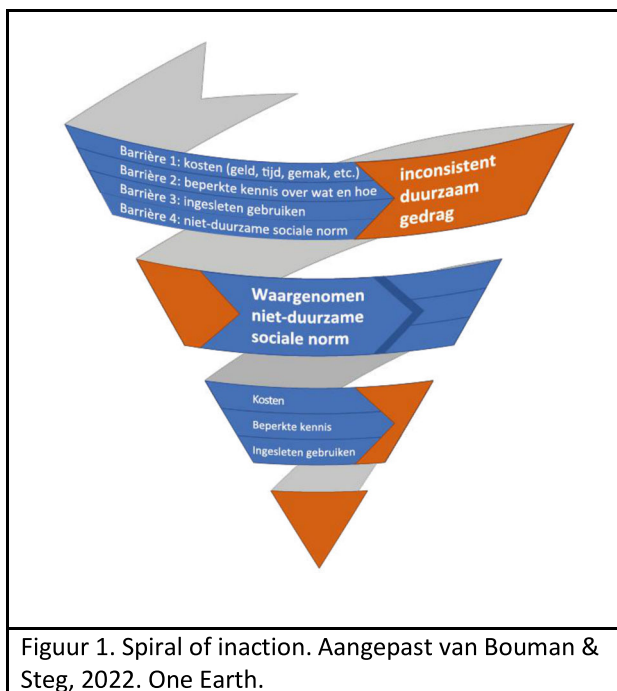 Barrière 1: kosten (geld, tijd, gemak, etc.)
Barrière 2: beperkte kennis over wat en hoe
Barrière 3: ingesleten gebruiken
Barrière 4: niet-duurzame sociale norm
inconsistent
duurzaam
gedrag
Waargenomen
niet-duurzame
sociale norm
Kosten
Beperkte kennis
Ingesleten gebruiken
Figuur 1. Spiral of inaction. Aangepast van Bouman &
Steg, 2022. One Earth.